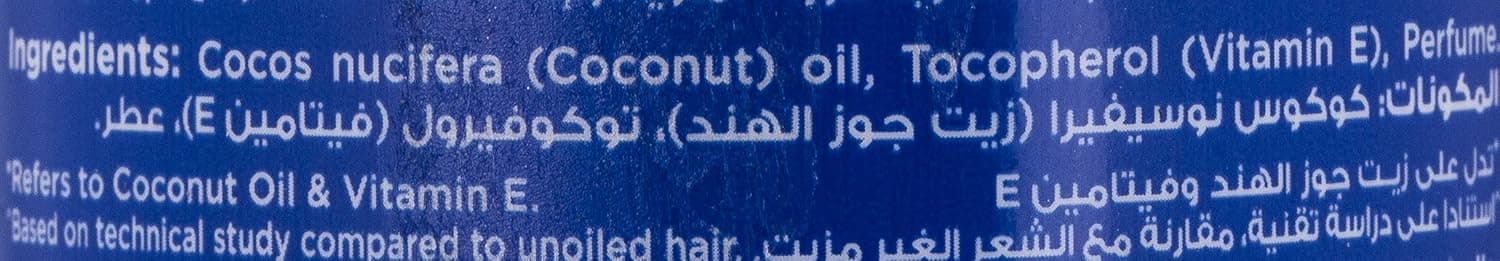 Ingredients: Cocos nucifera (Coconut) oil, Tocopherol (Vitamin E), Perfume.
المكونات: كوكوس نوسيفيرا (زيت جوز الهند)، توكوفيرول (فيتامين E)، عطر.
*Refers to Coconut Oil & Vitamin E.
*تدل على زيت جوز الهند وفيتامين E
*Based on technical study compared to unoiled hair.
*استنادا على دراسة تقنية، مقارنة مع الشعر الغير مزيت.